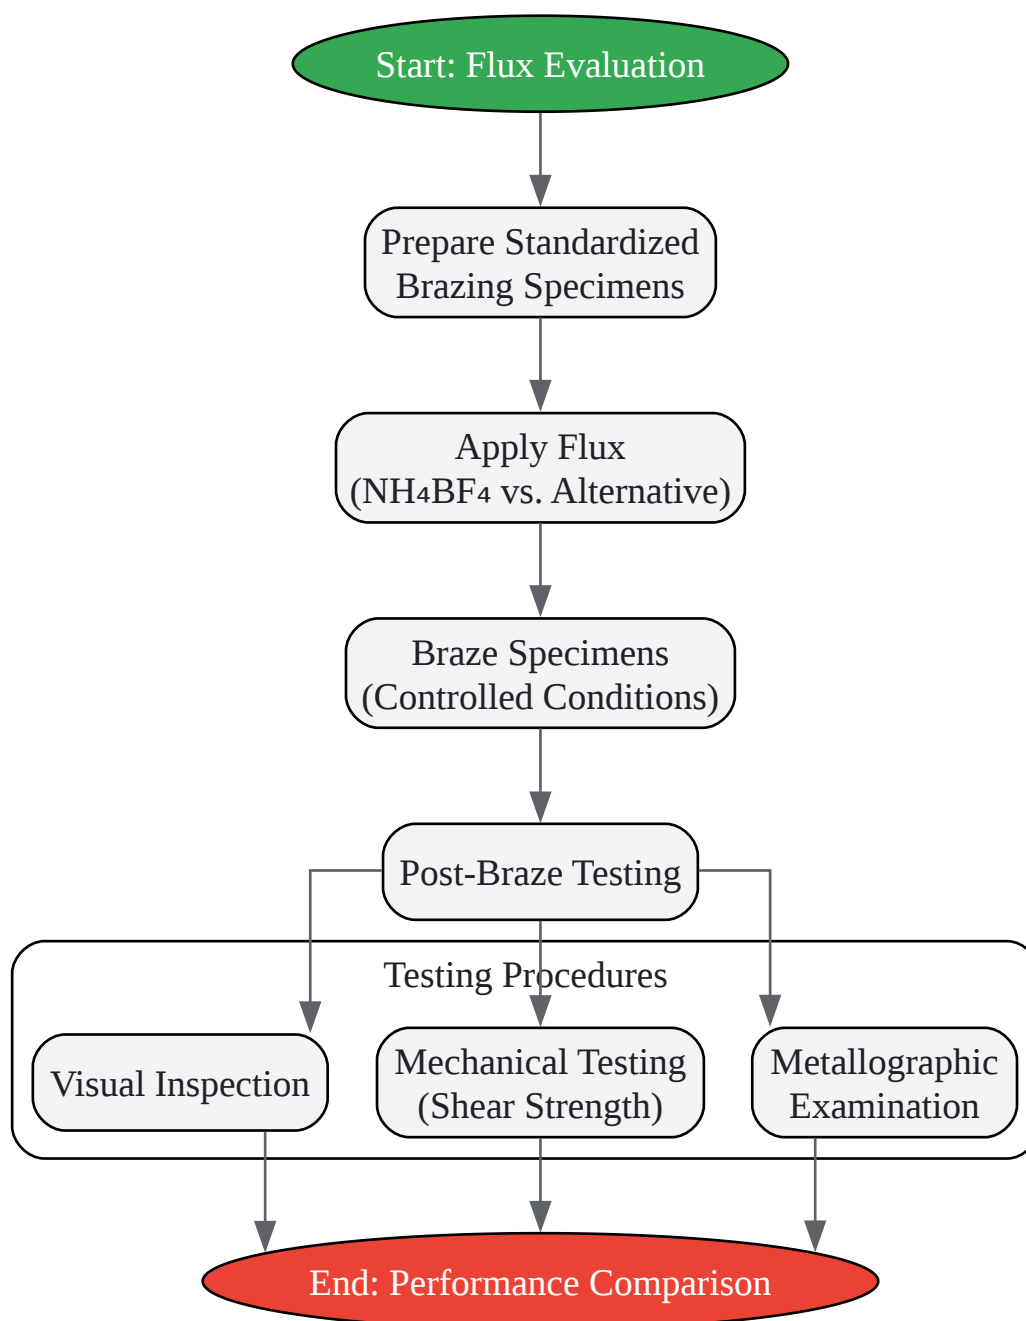 Start: Flux Evaluation
Prepare Standardized
Brazing Specimens
Apply Flux
(NH₄BF₄ vs. Alternative)
Braze Specimens
(Controlled Conditions)
Post-Braze Testing
Testing Procedures
Visual Inspection
Mechanical Testing
(Shear Strength)
Metallographic
Examination
End: Performance Comparison